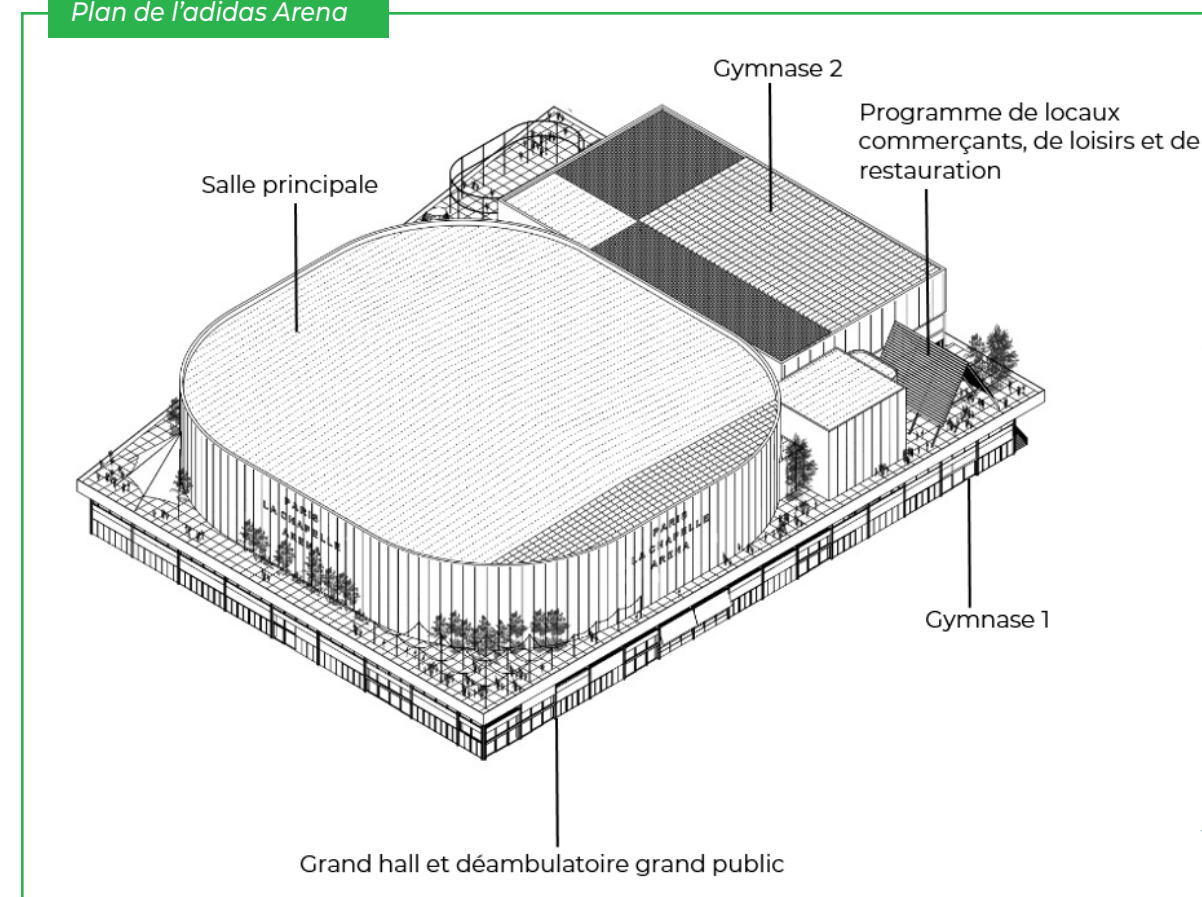 Plan de l’adidas Arena
Gymnase 2
Programme de locaux
commerçants, de loisirs et de
restauration
Salle principale
PARIS
LA CHAPELLE
ARENA
PARIS
LA CHAPELLE
ARENA
Gymnase 1
Grand hall et déambulatoire grand public